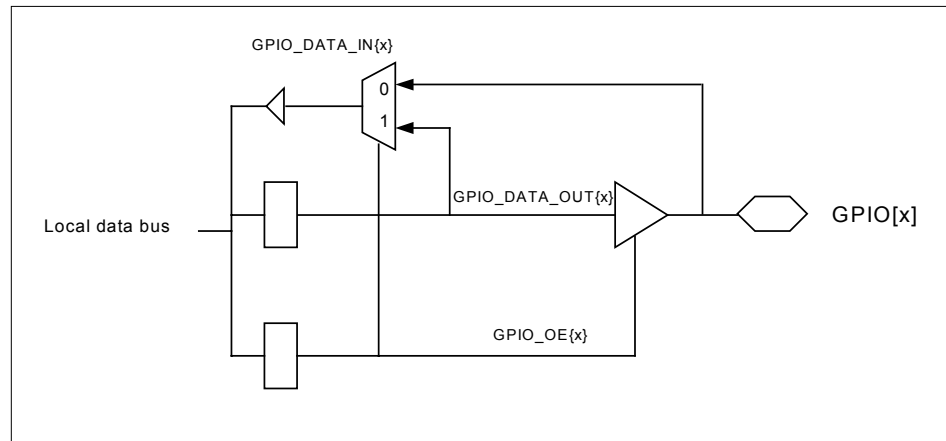 GPIO_DATA_IN{x}
0
1
GPIO_DATA_OUT{x}
Local data bus
GPIO[x]
GPIO_OE{x}